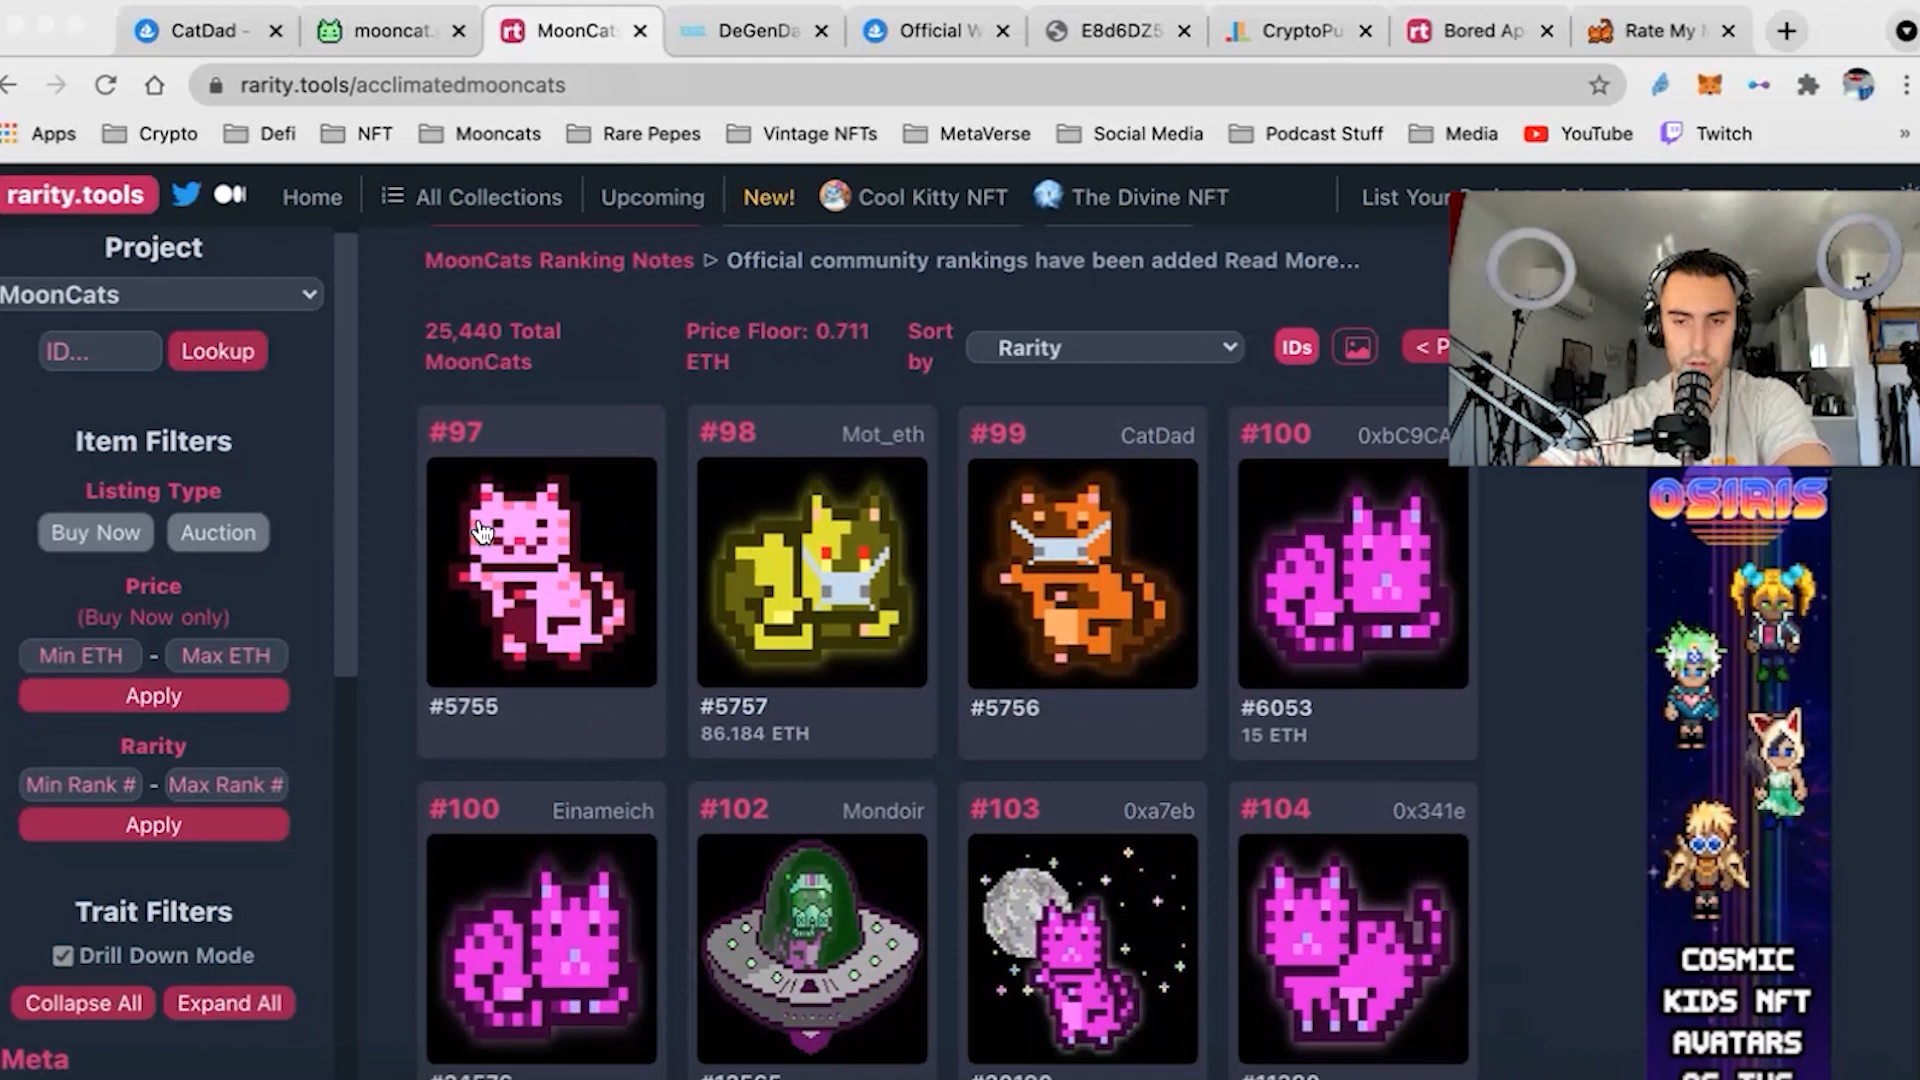 CatDad -
mooncat.
MoonCat
DeGenDa
Official W
E8d6DZ5
CryptoPu
Bored Ap
Rate My
rarity.tools/acclimatedmooncats
Apps
Crypto
Defi
NFT
Mooncats
Rare Pepes
Vintage NFTs
MetaVerse
Social Media
Podcast Stuff
Media
YouTube
Twitch
»
rarity.tools
Home
All Collections
Upcoming
New!
Cool Kitty NFT
The Divine NFT
List Your
Project
MoonCats
ID...
Lookup
Item Filters
Listing Type
Buy Now
Auction
Price
(Buy Now only)
Min ETH - Max ETH
Apply
Rarity
Min Rank # - Max Rank #
Apply
Trait Filters
Drill Down Mode
Collapse All
Expand All
Meta
MoonCats Ranking Notes ▷ Official community rankings have been added Read More...
25,440 Total
MoonCats
Price Floor: 0.711
ETH
Sort
by
Rarity
IDs
< P
#97
#5755
#98
Mot_eth
#5757
86.184 ETH
#99
CatDad
#5756
#100
0xbC9CA
#6053
15 ETH
#100
Einameich
#102
Mondoir
#103
0xa7eb
#104
0x341e
OSIRIS
COSMIC
KIDS NFT
AVATARS